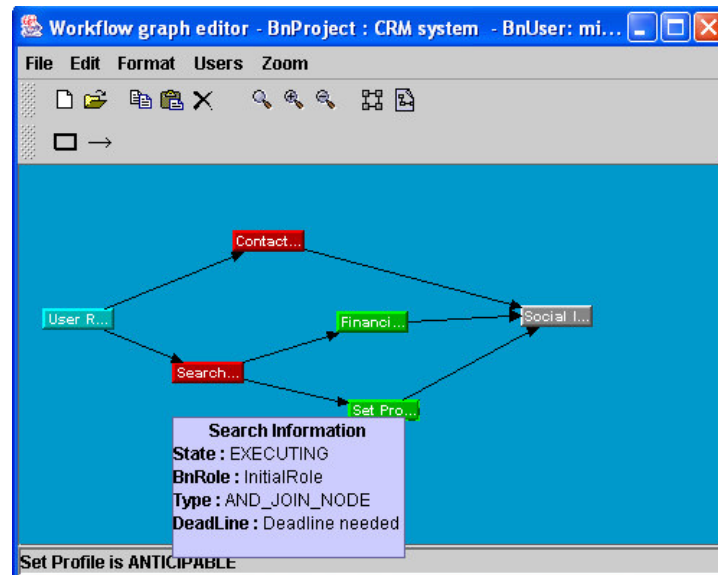 Workflow graph editor - BnProject : CRM system - BnUser: mi...
File Edit Format Users Zoom
Contact...
User R...
Financi...
Social I...
Search...
Set Pro...
Search Information
State : EXECUTING
BnRole : InitialRole
Type : AND_JOIN_NODE
DeadLine : Deadline needed
Set Profile is ANTICIPABLE